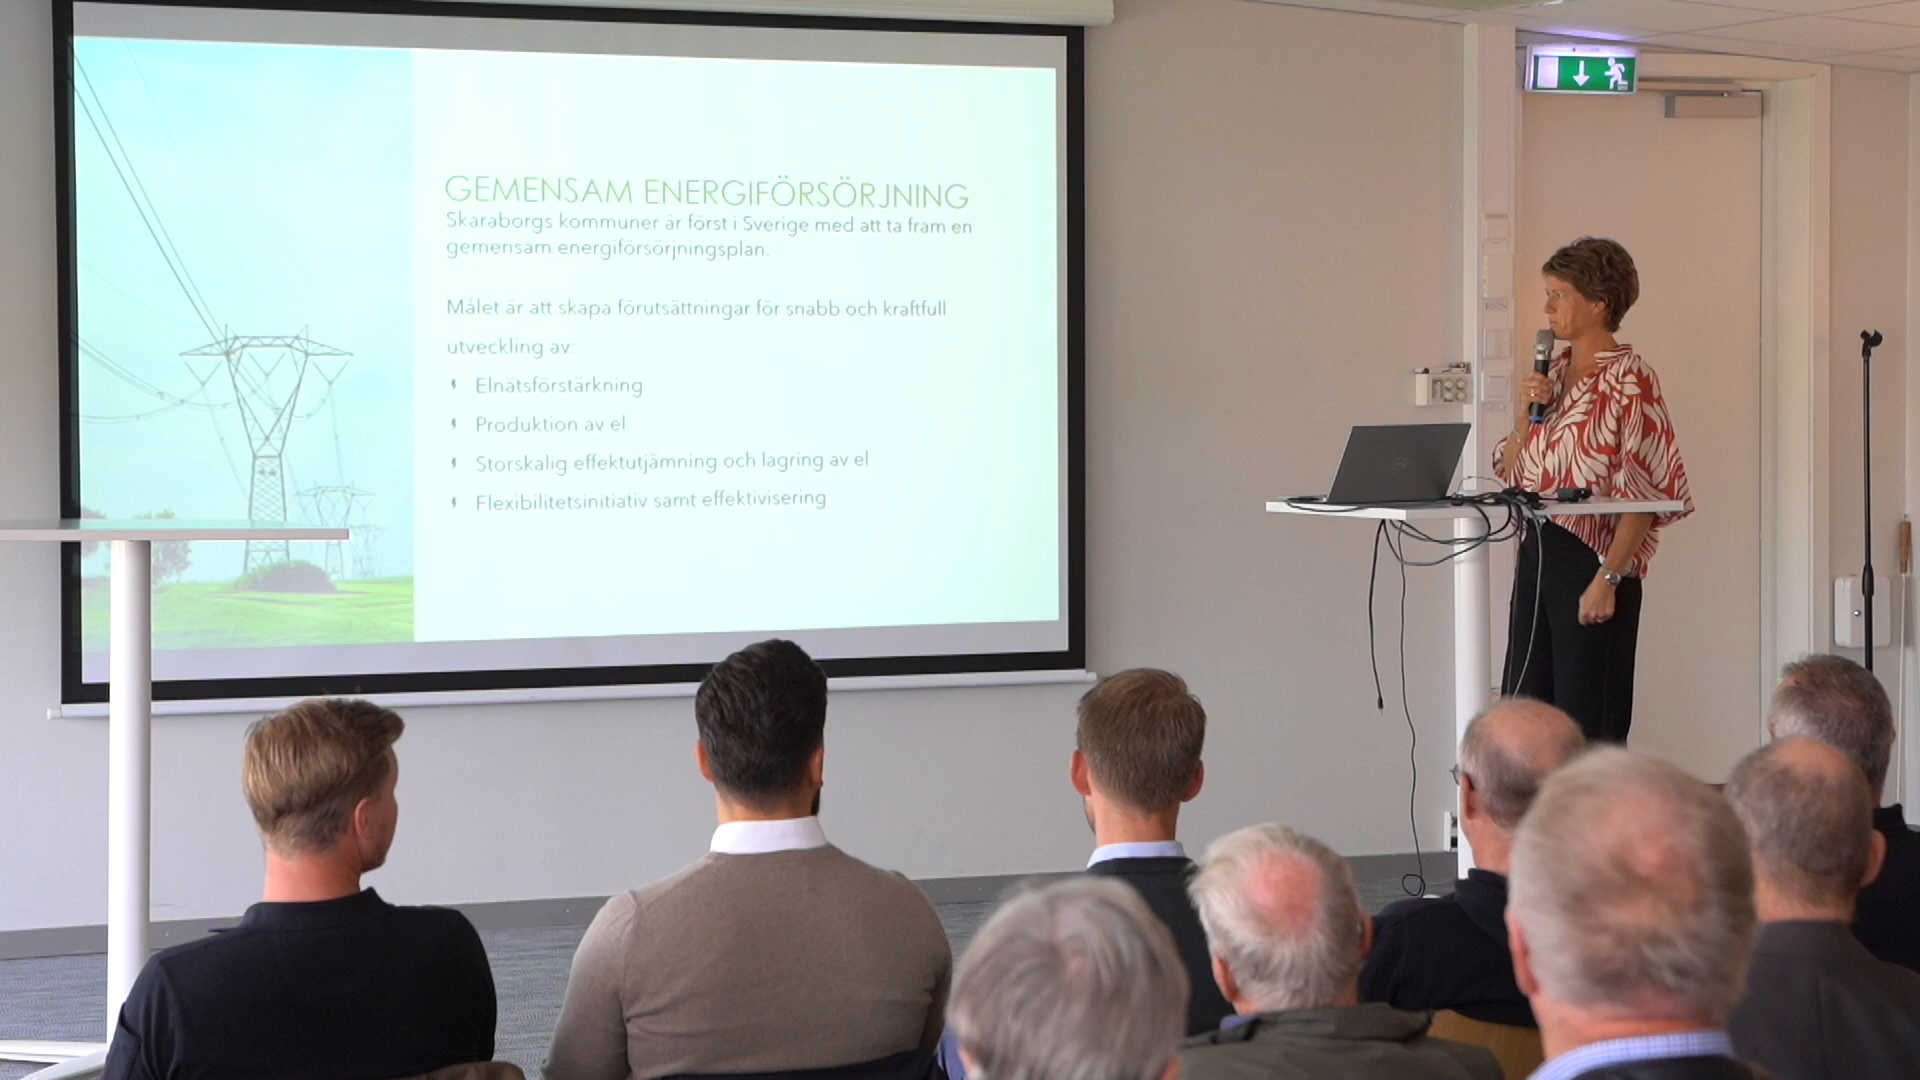 GEMENSAM ENERGIFÖRSÖRJNING
Skaraborgs kommuner är först i Sverige med att ta fram en
gemensam energiförsörjningsplan.
Målet är att skapa förutsättningar för snabb och kraftfull
utveckling av:
Elnätsförstärkning
Produktion av el
Storskalig effektutjämning och lagring av el
Flexibilitetsinitiativ samt effektivisering